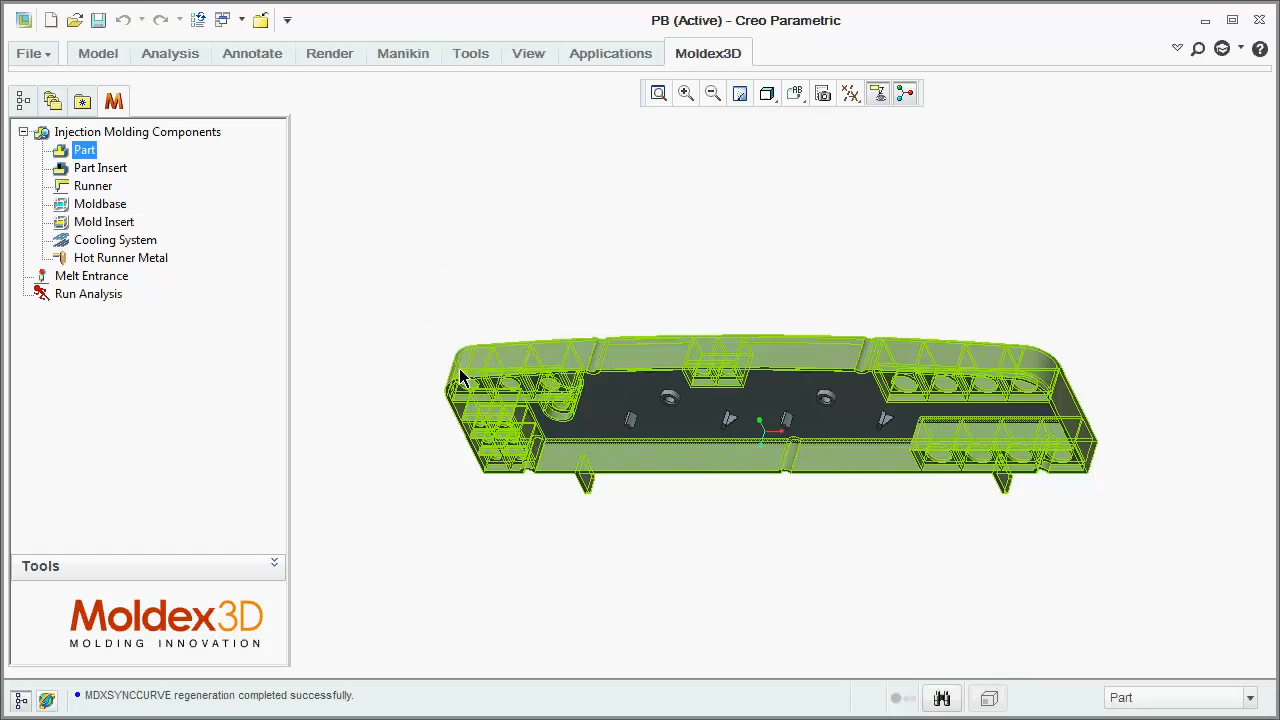 PB (Active) - Creo Parametric
File Model Analysis Annotate Render Manikin Tools View Applications Moldex3D
Injection Molding Components
Part
Part Insert
Runner
Moldbase
Mold Insert
Cooling System
Hot Runner Metal
Melt Entrance
Run Analysis
Tools
Moldex3D
MOLDING INNOVATION
MDXSYNCCURVE regeneration completed successfully.
Part